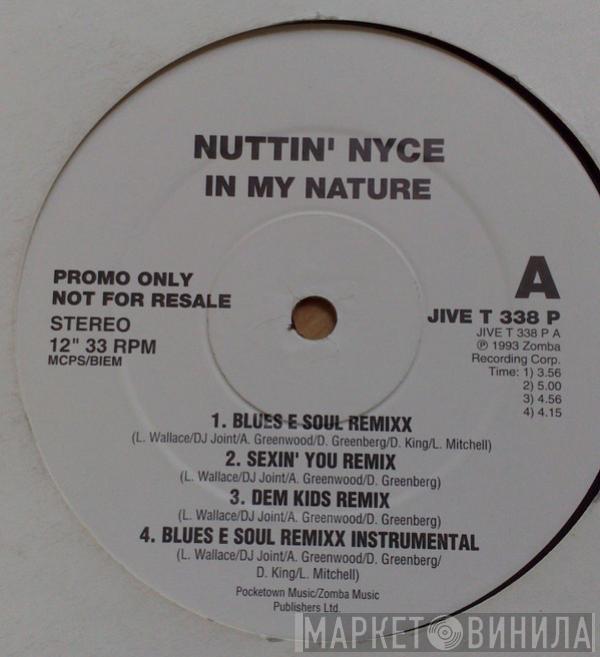 NUTTIN' NYCE
IN MY NATURE
PROMO ONLY
NOT FOR RESALE
STEREO
12" 33 RPM
MCPS/BIEM
A
JIVE T 338 P
JIVE T 338 P A
℗ 1993 Zomba
Recording Corp.
Time: 1) 3.56
2) 5.00
3) 4.56
4) 4.15
1. BLUES E SOUL REMIXX
(L. Wallace/DJ Joint/A. Greenwood/D. Greenberg/D. King/L. Mitchell)
2. SEXIN' YOU REMIX
(L. Wallace/DJ Joint/A. Greenwood/D. Greenberg)
3. DEM KIDS REMIX
(L. Wallace/DJ Joint/A. Greenwood/D. Greenberg)
4. BLUES E SOUL REMIXX INSTRUMENTAL
(L. Wallace/DJ Joint/A. Greenwood/D. Greenberg/
D. King/L. Mitchell)
Pocketown Music/Zomba Music
Publishers Ltd.
МАРКЕТ ВИНИЛА